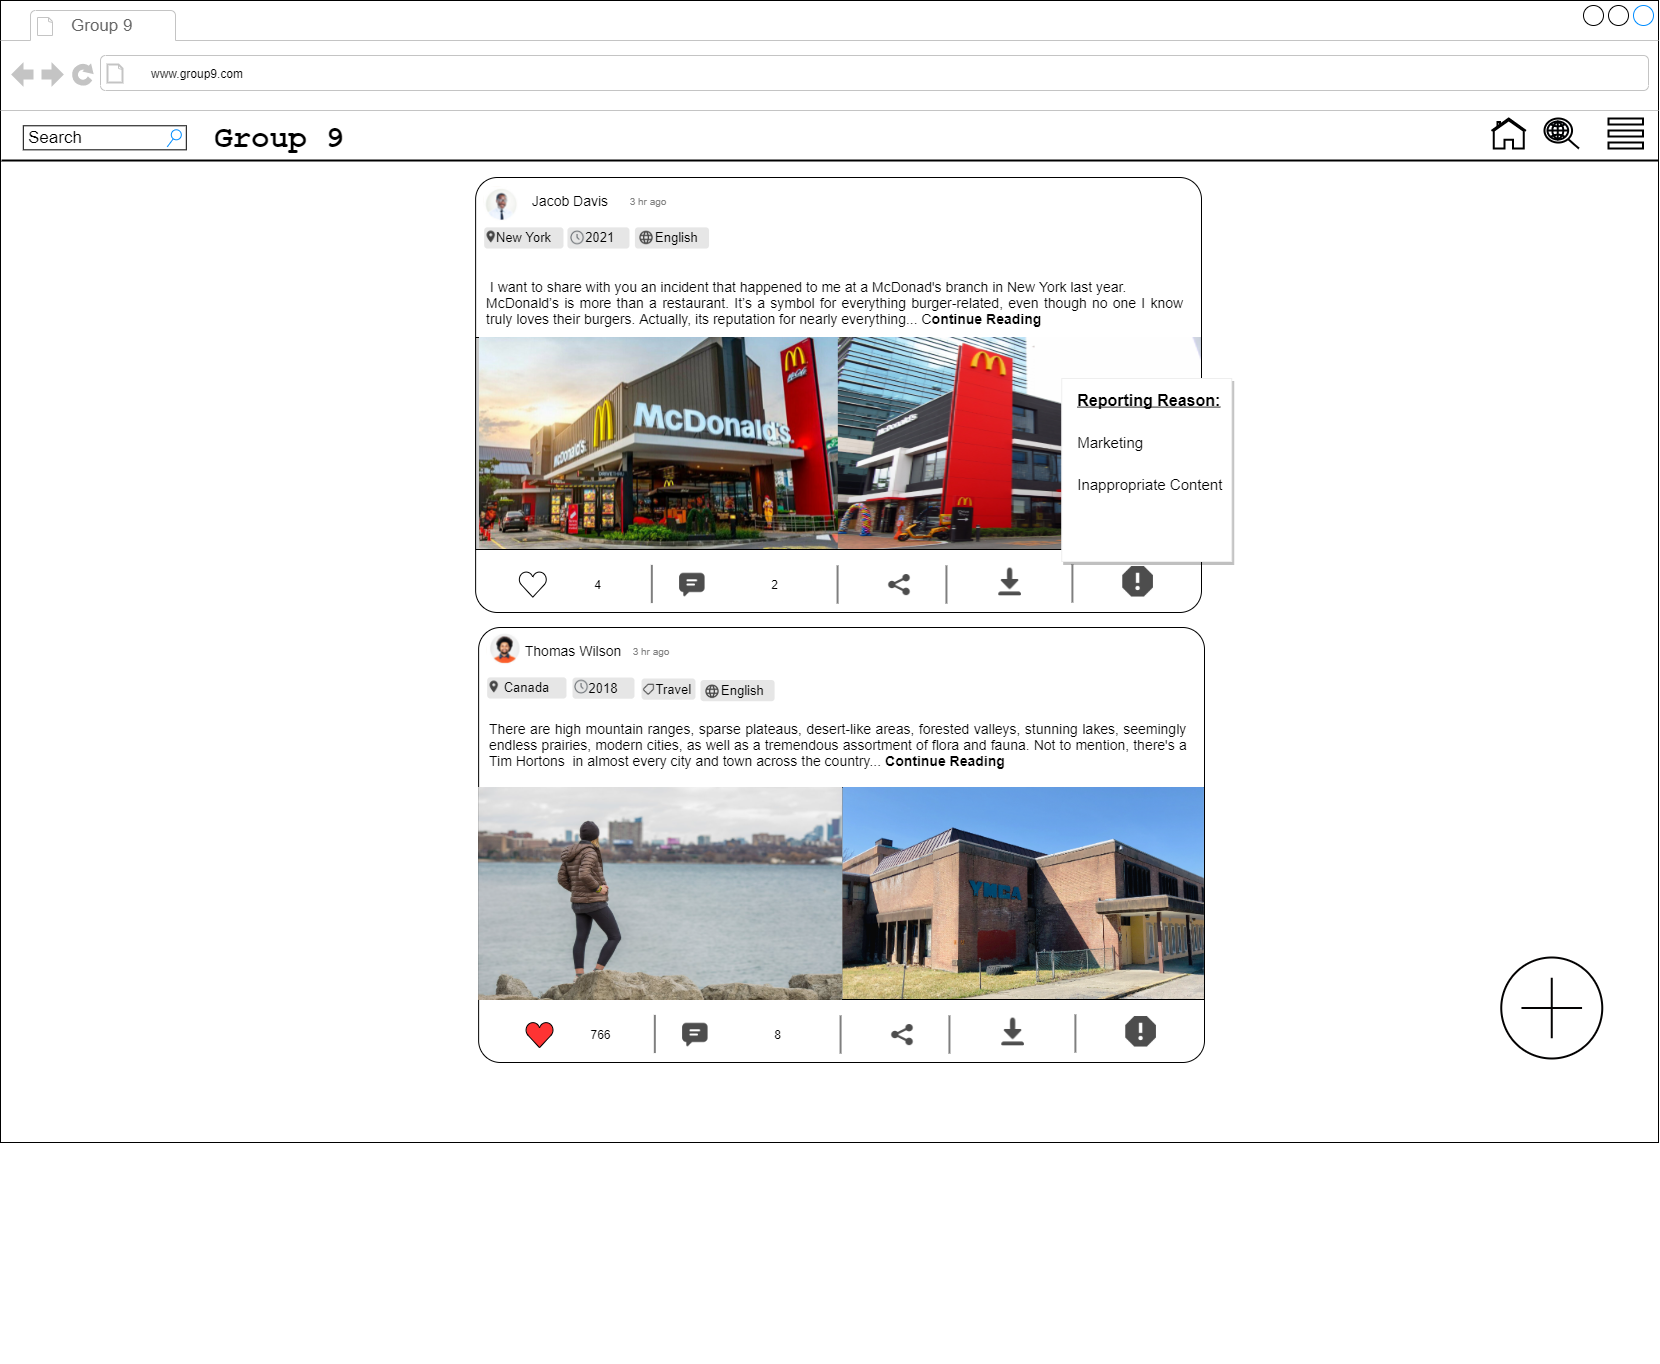 Group 9
www.group9.com
Search
Group 9
Jacob Davis 3 hr ago
New York 2021 English
I want to share with you an incident that happened to me at a McDonad's branch in New York last year.
McDonald's is more than a restaurant. It's a symbol for everything burger-related, even though no one I know
truly loves their burgers. Actually, its reputation for nearly everything... Continue Reading
McDonald's
McDonald's.
McCafé
McDonald's
DRIVE THRU
Reporting Reason:
Marketing
Inappropriate Content
4 2
Thomas Wilson 3 hr ago
Canada 2018 Travel English
There are high mountain ranges, sparse plateaus, desert-like areas, forested valleys, stunning lakes, seemingly
endless prairies, modern cities, as well as a tremendous assortment of flora and fauna. Not to mention, there's a
Tim Hortons in almost every city and town across the country... Continue Reading
YMCA
766 8